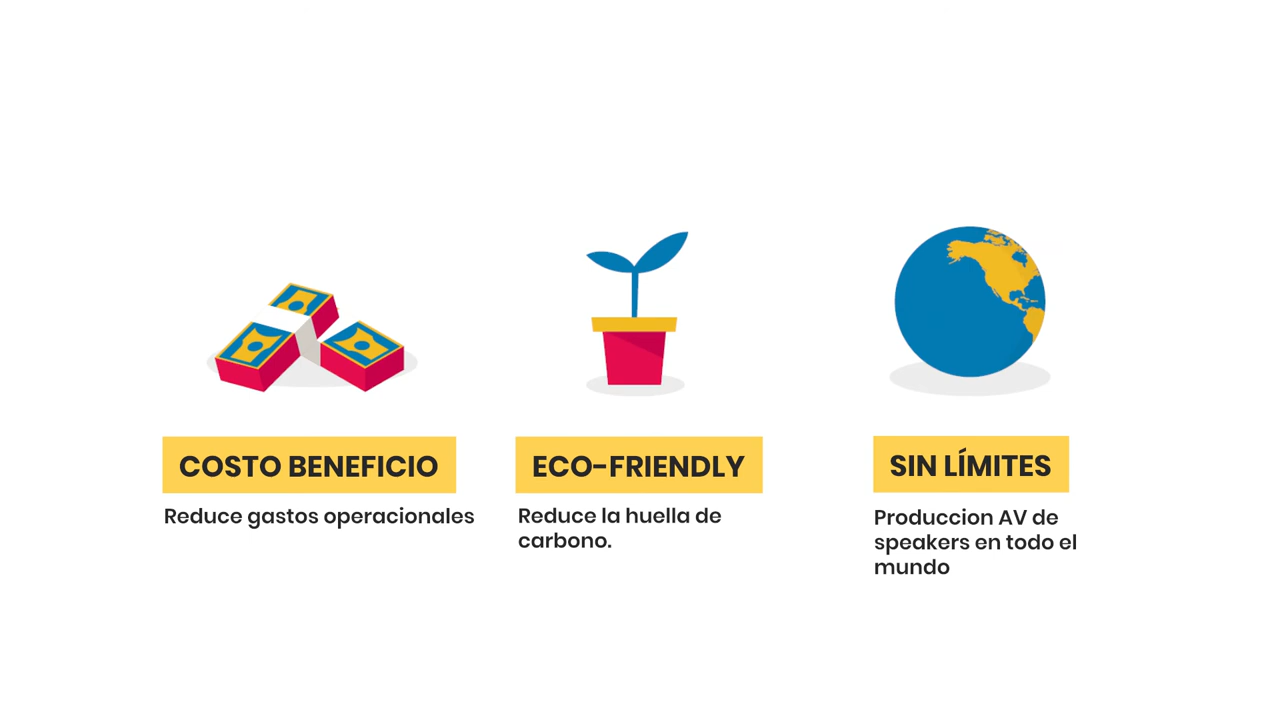 COSTO BENEFICIO
Reduce gastos operacionales
ECO-FRIENDLY
Reduce la huella de
carbono.
SIN LÍMITES
Produccion AV de
speakers en todo el
mundo